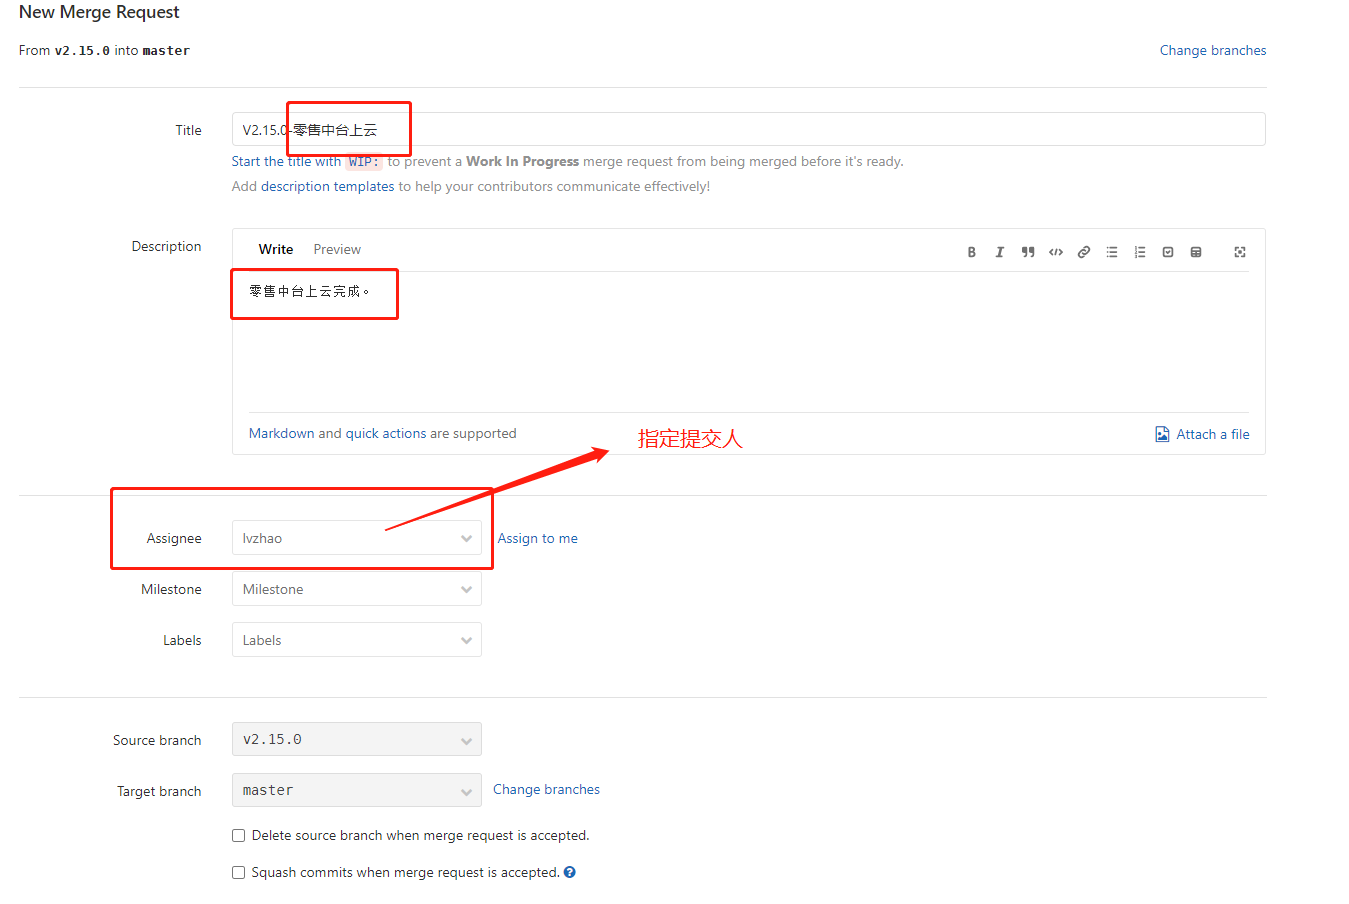 New Merge Request
From v2.15.0 into master
Change branches
Title
V2.15.0-零售中台上云
Start the title with WIP: to prevent a Work In Progress merge request from being merged before it's ready.
Add description templates to help your contributors communicate effectively!
Description
Write Preview
零售中台上云完成。
Markdown and quick actions are supported
Attach a file
指定提交人
Assignee
lvzhao
Assign to me
Milestone
Milestone
Labels
Labels
Source branch
v2.15.0
Target branch
master
Change branches
Delete source branch when merge request is accepted.
Squash commits when merge request is accepted.